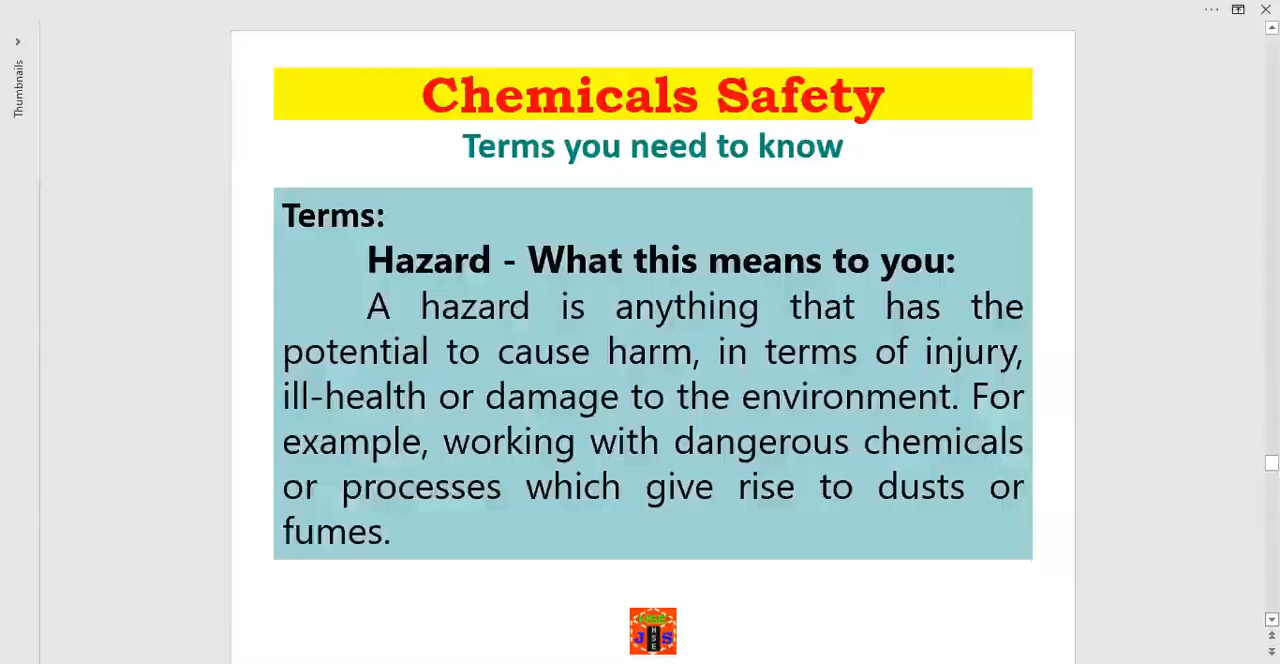 Thumbnails
Chemicals Safety
Terms you need to know
Terms:
Hazard - What this means to you:
A hazard is anything that has the
potential to cause harm, in terms of injury,
ill-health or damage to the environment. For
example, working with dangerous chemicals
or processes which give rise to dusts or
fumes.
J S
HSE